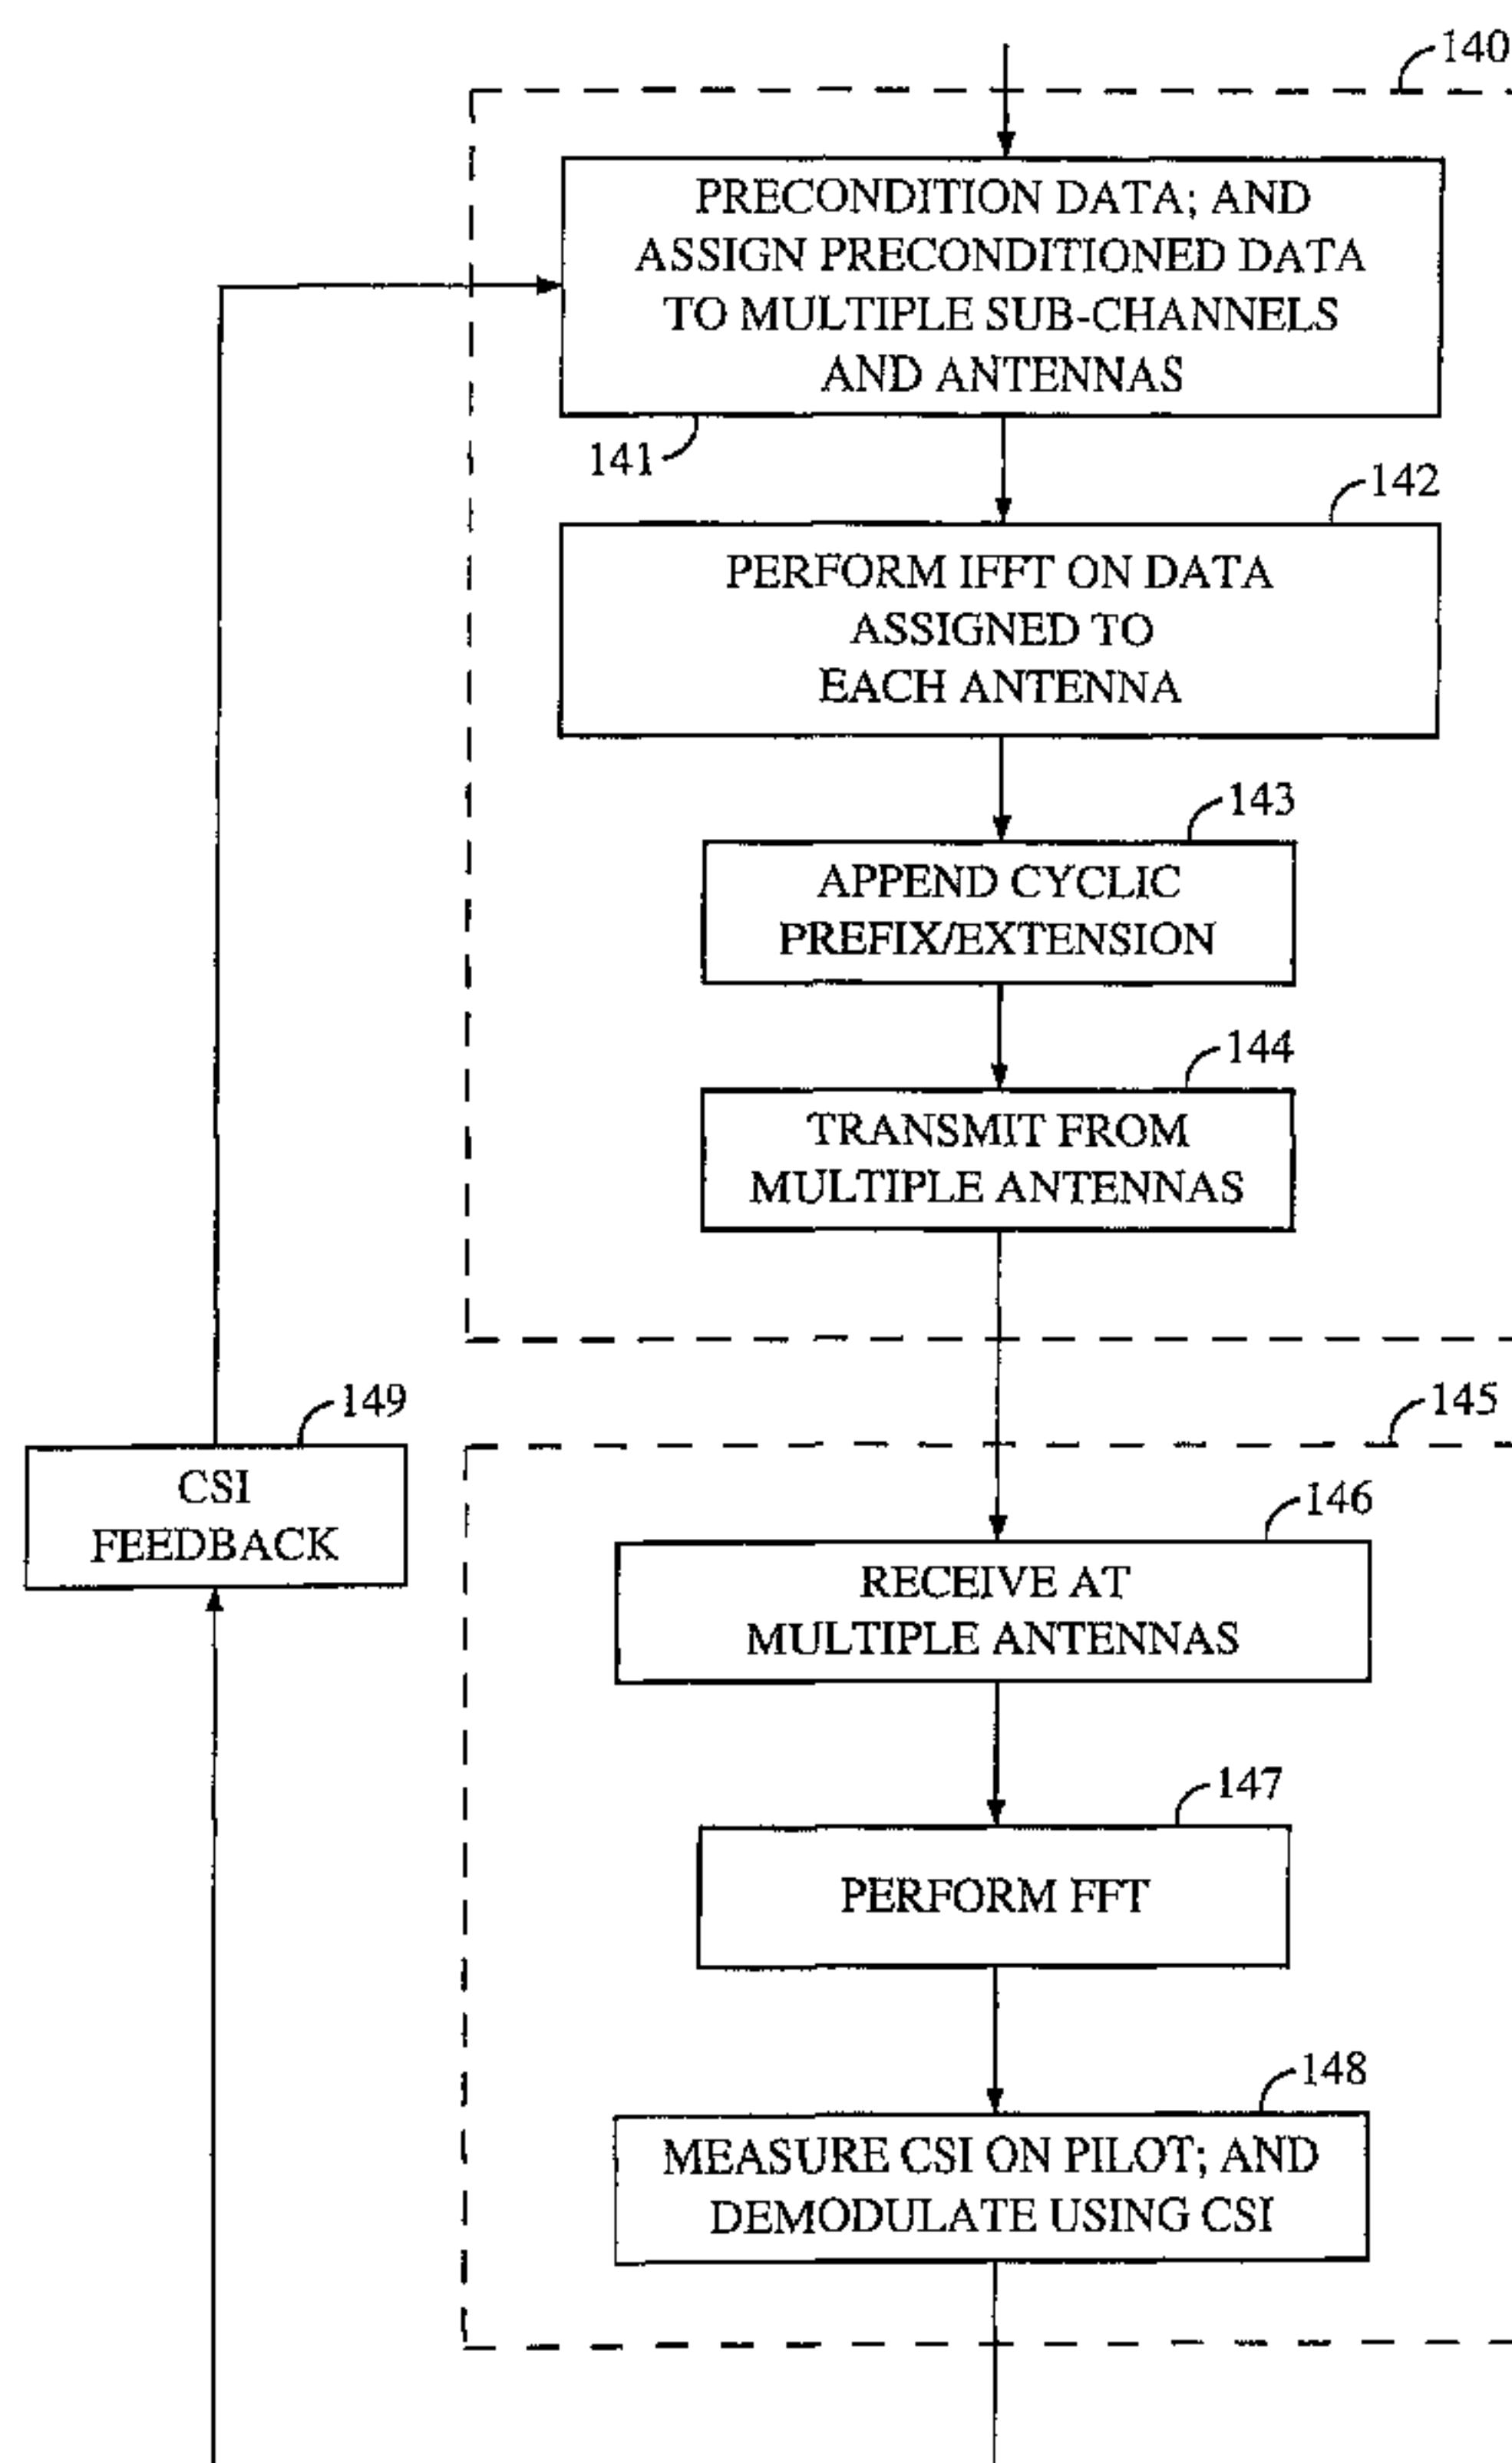 140
PRECONDITION DATA; AND
ASSIGN PRECONDITIONED DATA
TO MULTIPLE SUB-CHANNELS
AND ANTENNAS
141
142
PERFORM IFFT ON DATA
ASSIGNED TO
EACH ANTENNA
143
APPEND CYCLIC
PREFIX/EXTENSION
144
TRANSMIT FROM
MULTIPLE ANTENNAS
149
CSI
FEEDBACK
145
146
RECEIVE AT
MULTIPLE ANTENNAS
147
PERFORM FFT
148
MEASURE CSI ON PILOT; AND
DEMODULATE USING CSI